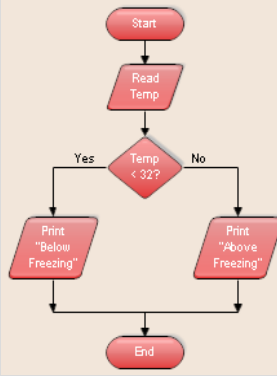 Start
Read
Temp
Temp
< 32?
Yes
No
Print
"Below
Freezing"
Print
"Above
Freezing"
End